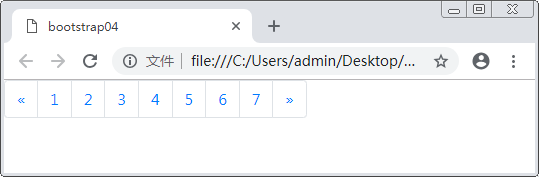 bootstrap04
文件 file:///C:/Users/admin/Desktop/...
« 1 2 3 4 5 6 7 »